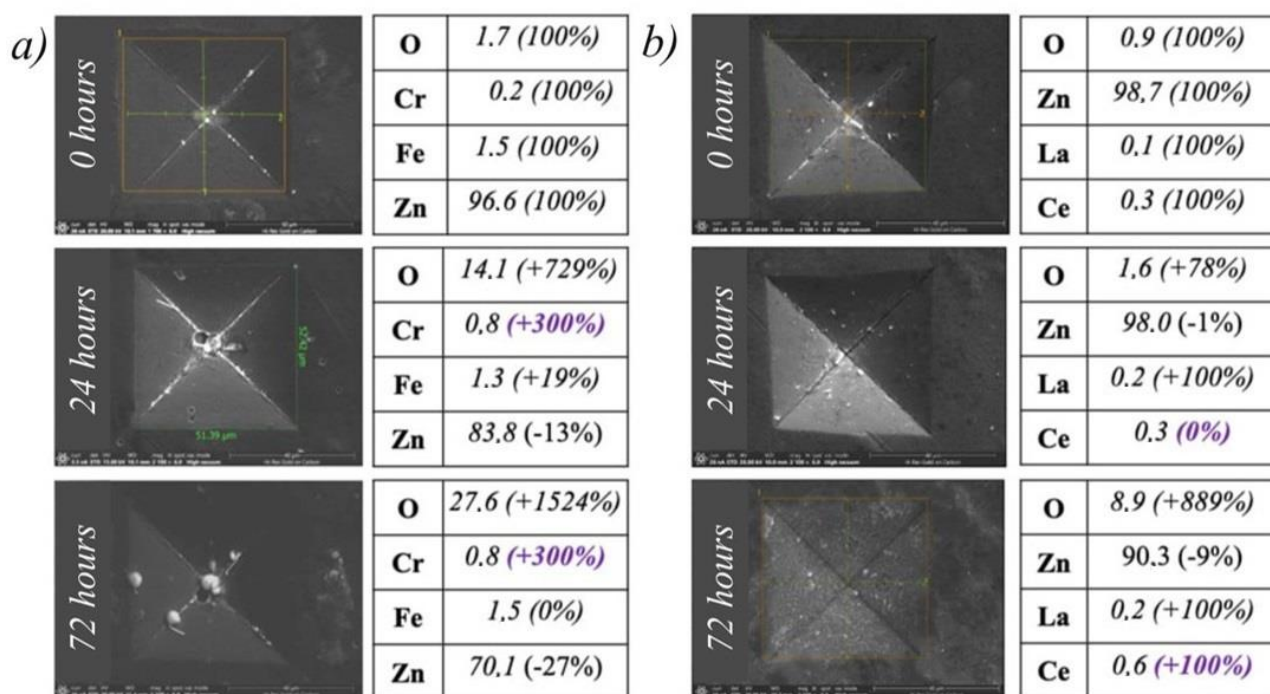 a)
0 hours
O 1.7 (100%)
Cr 0.2 (100%)
Fe 1.5 (100%)
Zn 96.6 (100%)
24 hours
51.39 µm
O 14.1 (+729%)
Cr 0.8 (+300%)
Fe 1.3 (+19%)
Zn 83.8 (-13%)
72 hours
O 27.6 (+1524%)
Cr 0.8 (+300%)
Fe 1.5 (0%)
Zn 70.1 (-27%)
b)
0 hours
O 0.9 (100%)
Zn 98.7 (100%)
La 0.1 (100%)
Ce 0.3 (100%)
24 hours
O 1.6 (+78%)
Zn 98.0 (-1%)
La 0.2 (+100%)
Ce 0.3 (0%)
72 hours
O 8.9 (+889%)
Zn 90.3 (-9%)
La 0.2 (+100%)
Ce 0.6 (+100%)